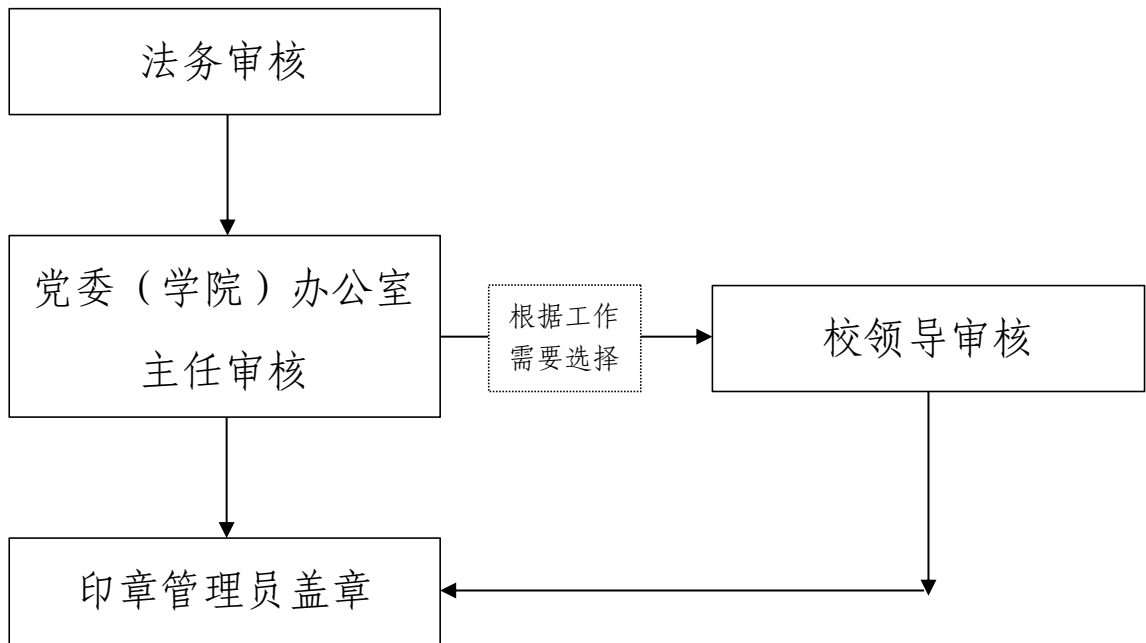 法务审核
党委（学院）办公室
主任审核
根据工作
需要选择
校领导审核
印章管理员盖章